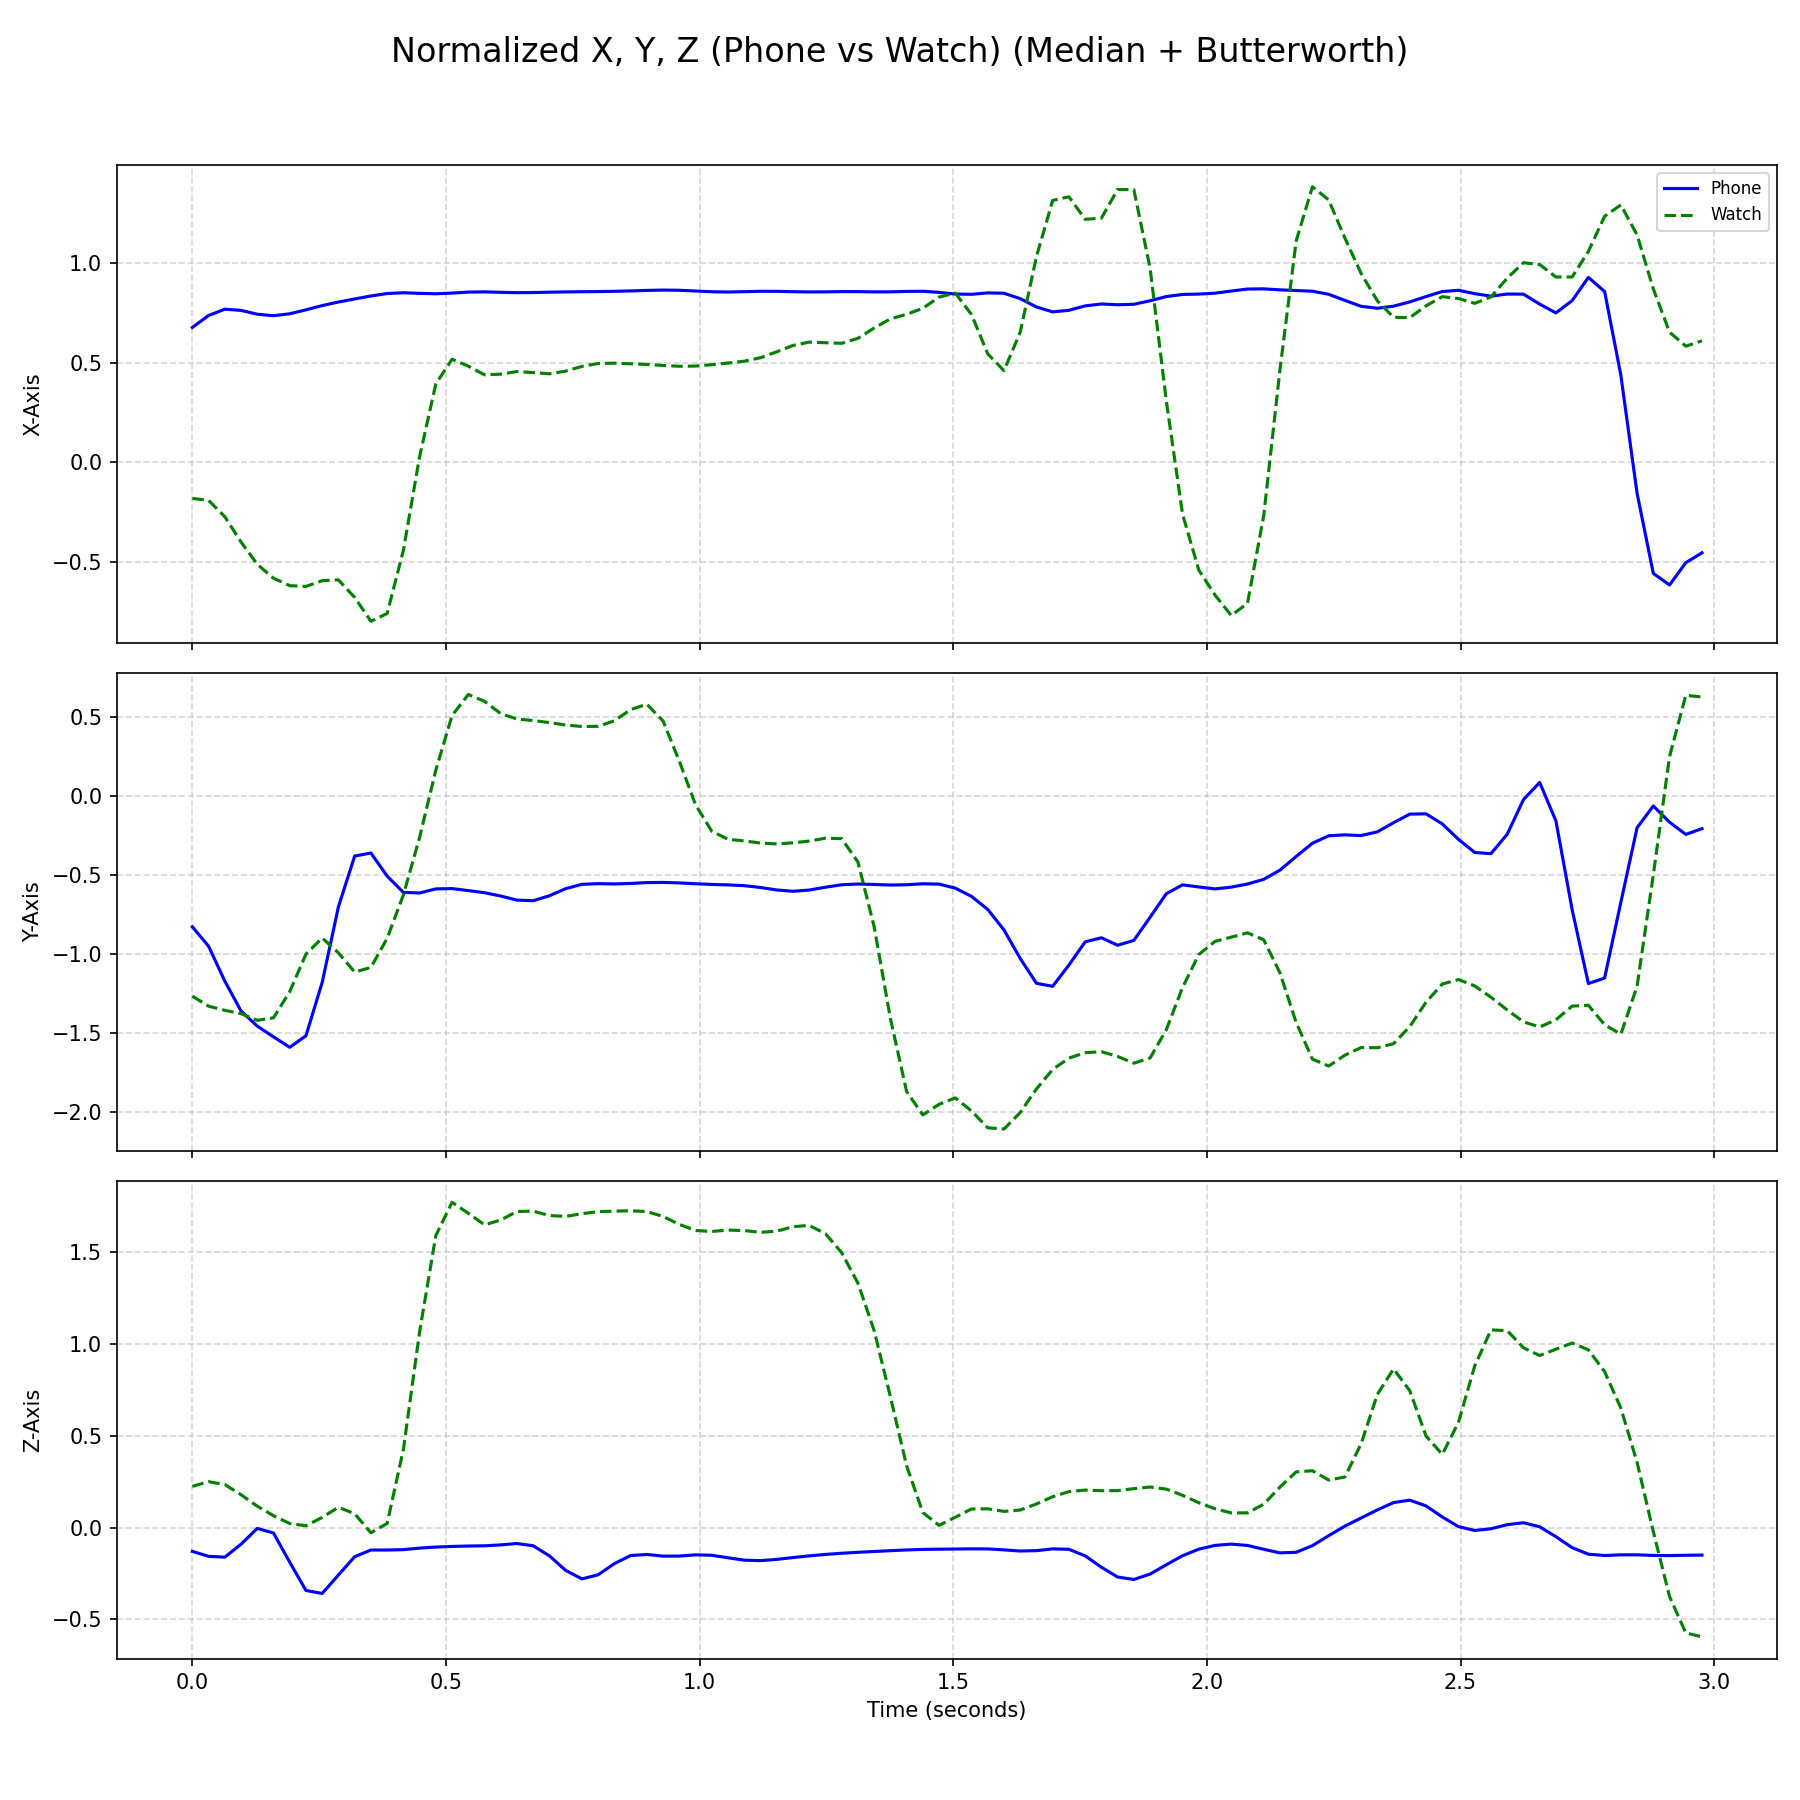 Normalized X, Y, Z (Phone vs Watch) (Median + Butterworth)
Phone
Watch
X-Axis
1.0
0.5
0.0
−0.5
Y-Axis
0.5
0.0
−0.5
−1.0
−1.5
−2.0
Z-Axis
1.5
1.0
0.5
0.0
−0.5
0.0 0.5 1.0 1.5 2.0 2.5 3.0
Time (seconds)